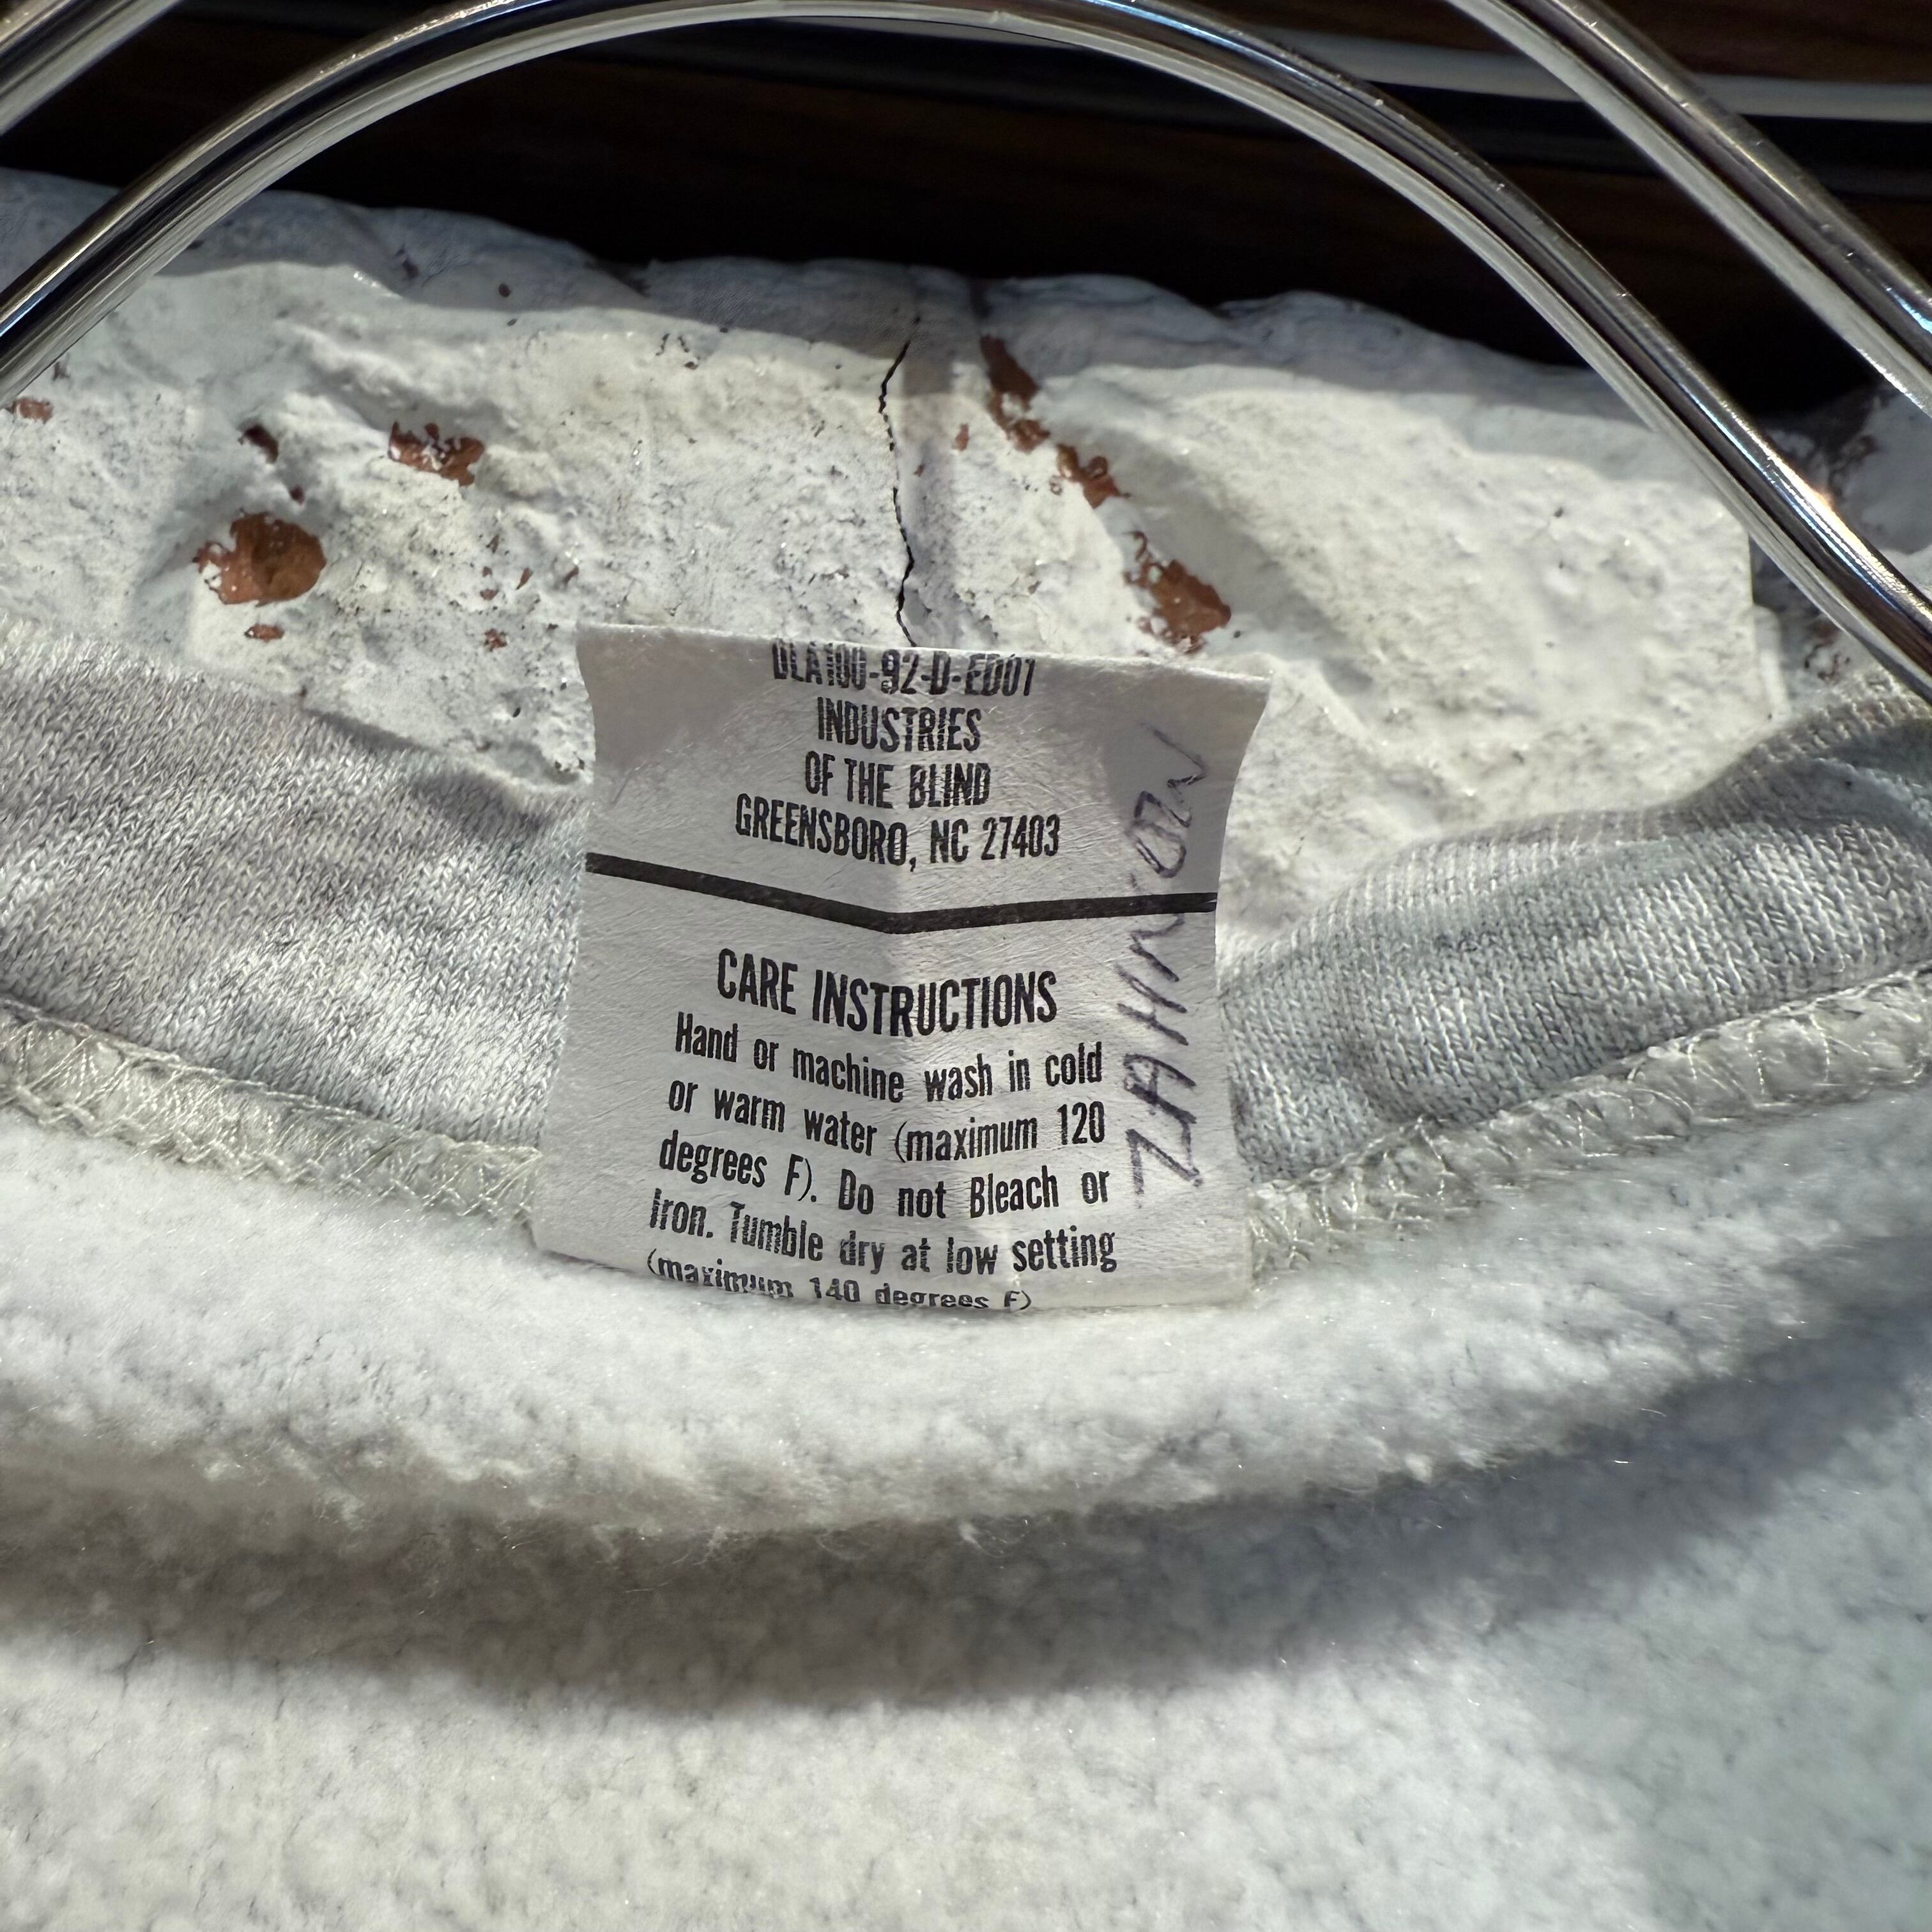 DLA100-92-D-ED01
INDUSTRIES
OF THE BLIND
GREENSBORO, NC 27403
CARE INSTRUCTIONS
Hand or machine wash in cold
or warm water (maximum 120
degrees F). Do not Bleach or
Iron. Tumble dry at low setting
(maximum 140 degrees F)